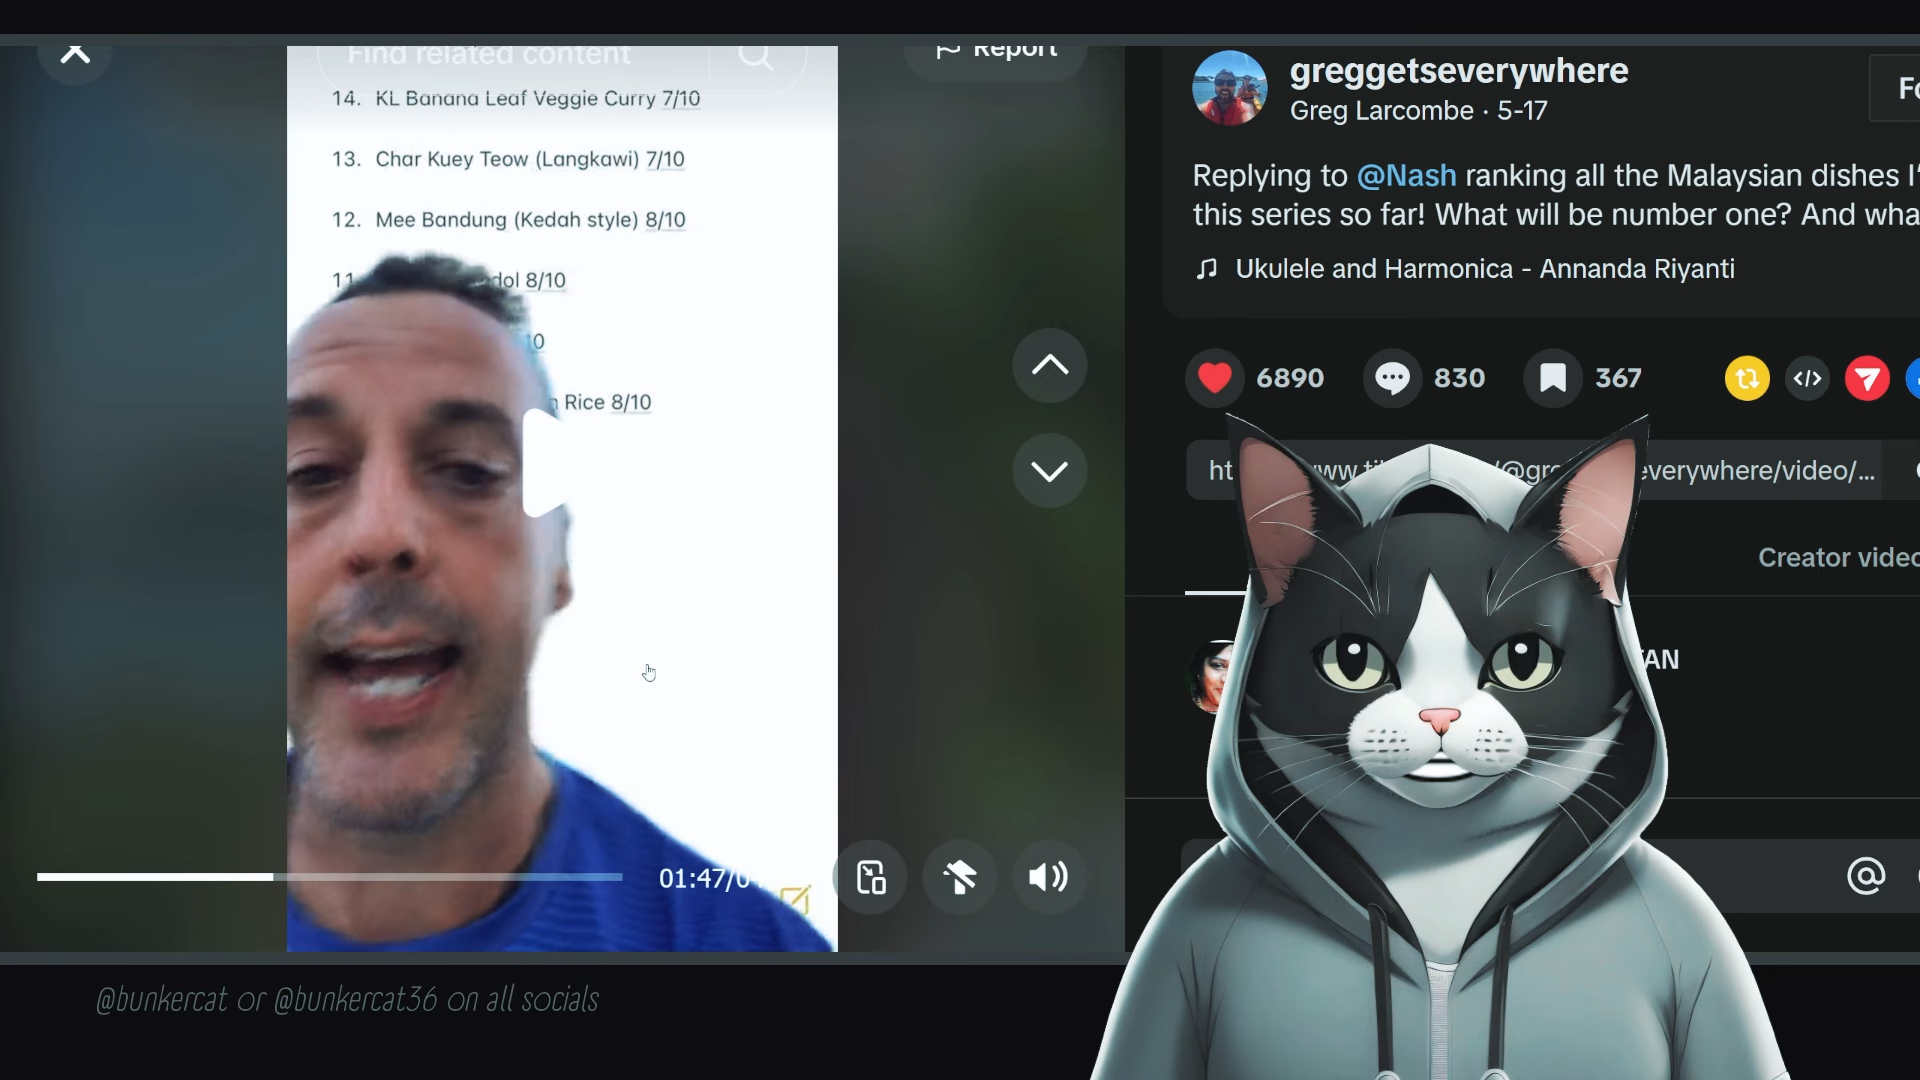 Find related content
Report
14. KL Banana Leaf Veggie Curry 7/10
13. Char Kuey Teow (Langkawi) 7/10
12. Mee Bandung (Kedah style) 8/10
11 dol 8/10
Rice 8/10
01:47/0
greggetseverywhere
Greg Larcombe · 5-17
Replying to @Nash ranking all the Malaysian dishes I'
this series so far! What will be number one? And wha
Ukulele and Harmonica - Annanda Riyanti
6890 830 367
everywhere/video/...
Creator video
@bunkercat or @bunkercat36 on all socials